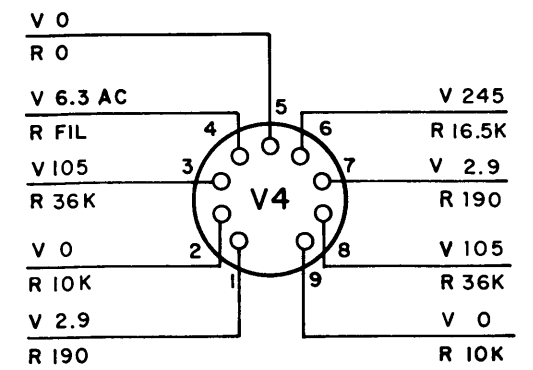 V 0
R 0
V 6.3 AC
R FIL
V 105
R 36K
V 0
R 10K
V 2.9
R 190
5
4
6
3
7
V4
2
8
1
9
V 245
R 16.5K
V 2.9
R 190
V 105
R 36K
V 0
R 10K